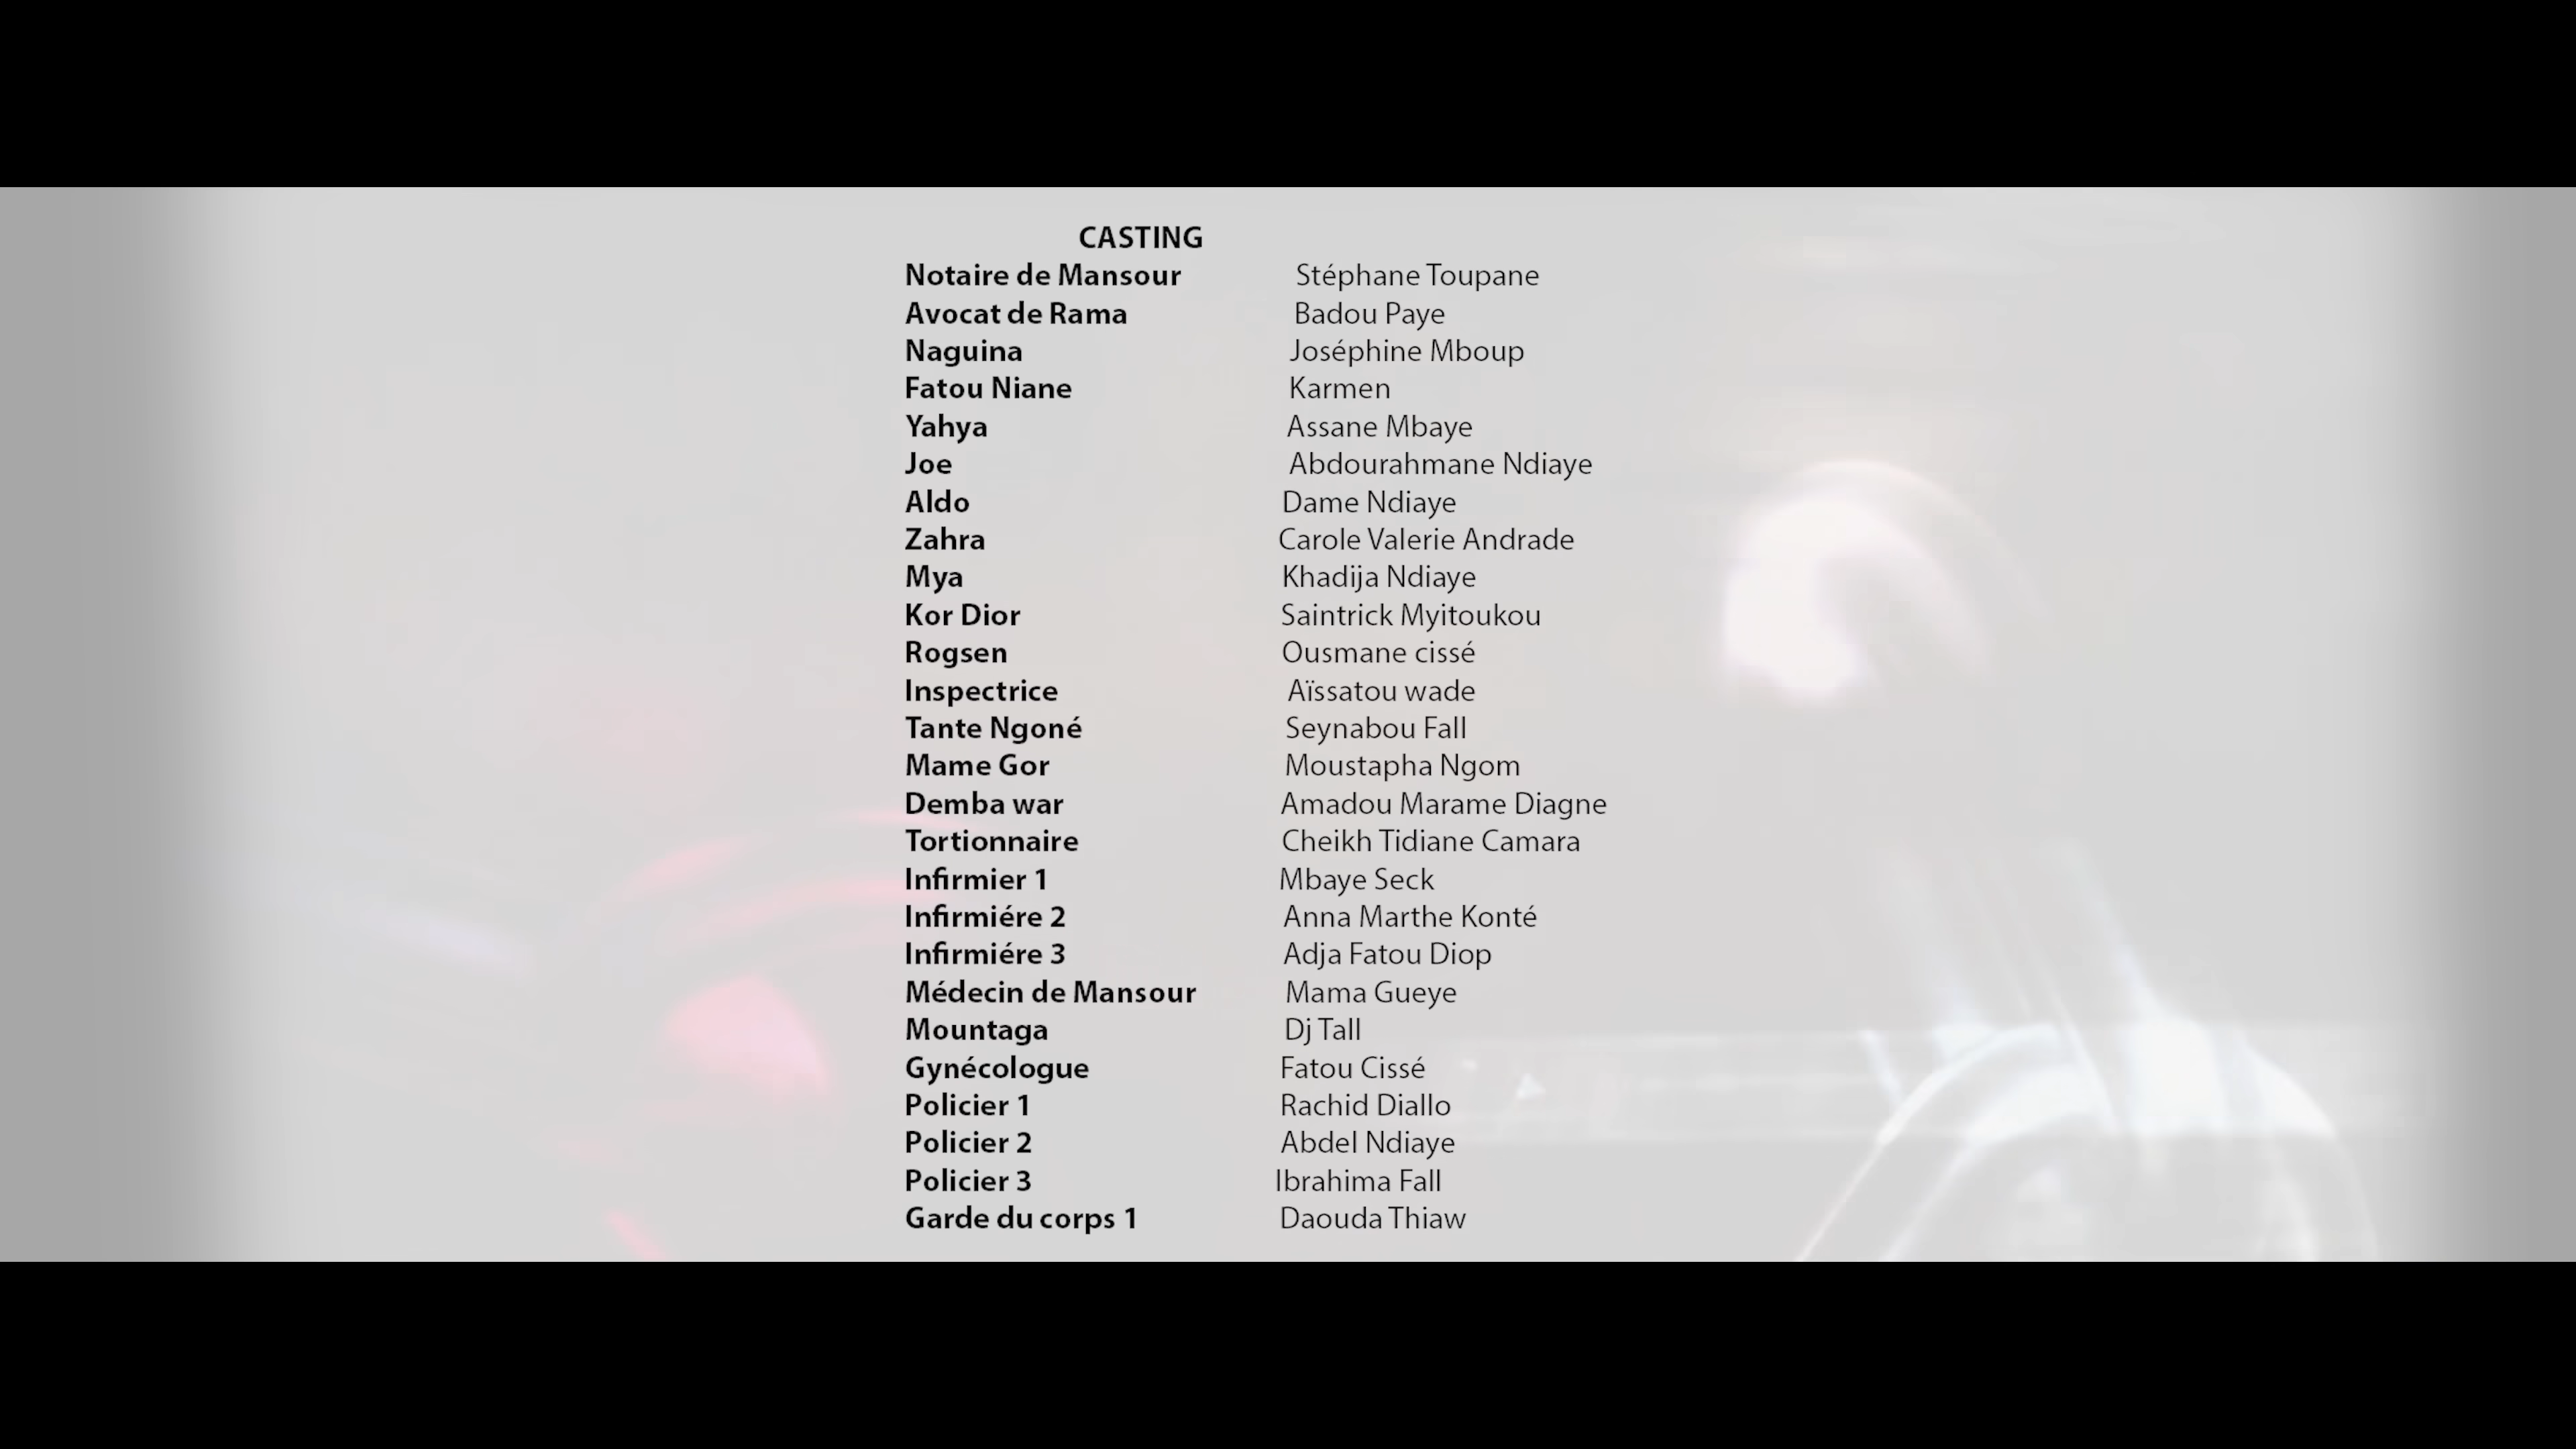 CASTING
Notaire de Mansour Stéphane Toupane
Avocat de Rama Badou Paye
Naguina Joséphine Mboup
Fatou Niane Karmen
Yahya Assane Mbaye
Joe Abdourahmane Ndiaye
Aldo Dame Ndiaye
Zahra Carole Valerie Andrade
Mya Khadija Ndiaye
Kor Dior Saintrick Myitoukou
Rogsen Ousmane cissé
Inspectrice Aïssatou wade
Tante Ngoné Seynabou Fall
Mame Gor Moustapha Ngom
Demba war Amadou Marame Diagne
Tortionnaire Cheikh Tidiane Camara
Infirmier 1 Mbaye Seck
Infirmiére 2 Anna Marthe Konté
Infirmiére 3 Adja Fatou Diop
Médecin de Mansour Mama Gueye
Mountaga Dj Tall
Gynécologue Fatou Cissé
Policier 1 Rachid Diallo
Policier 2 Abdel Ndiaye
Policier 3 Ibrahima Fall
Garde du corps 1 Daouda Thiaw